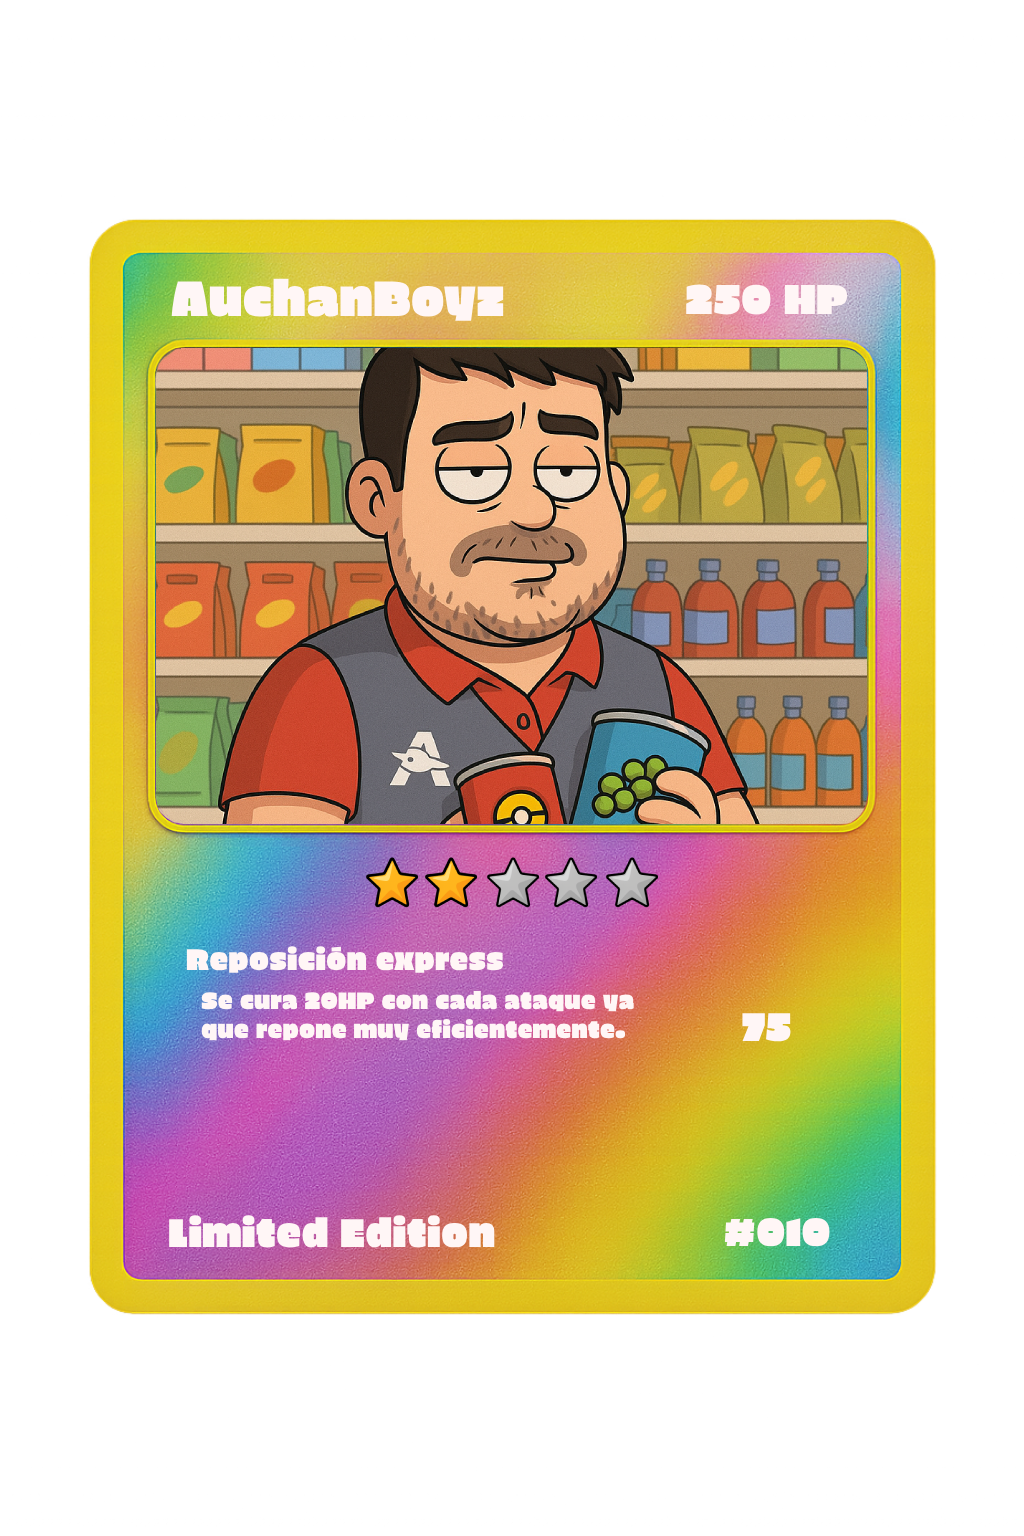 AuchanBoyz
250 HP
A
Reposición express
Se cura 20HP con cada ataque ya
que repone muy eficientemente.
75
Limited Edition
#010